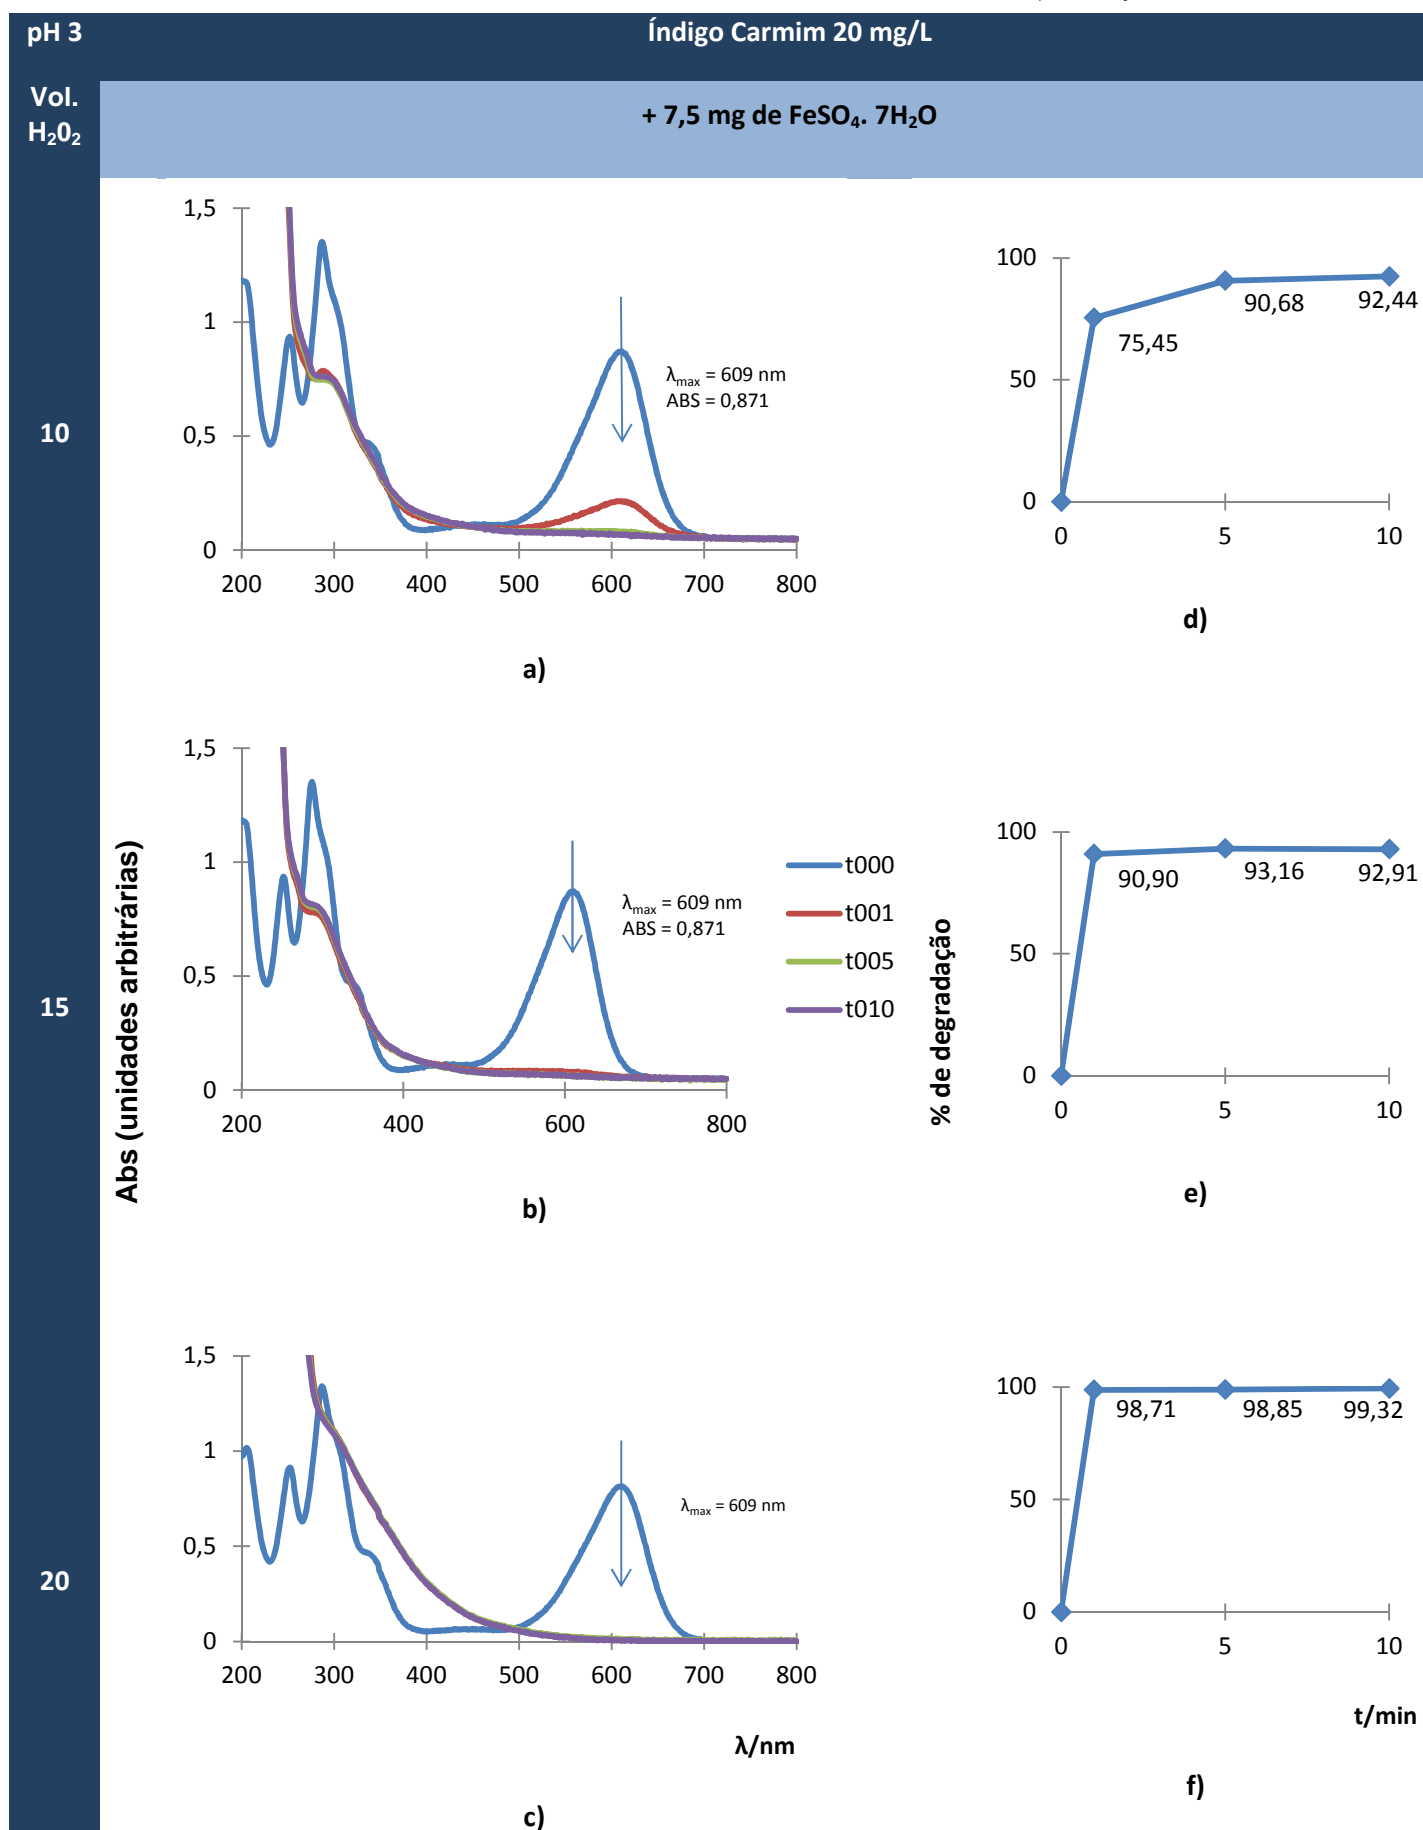 pH 3
Índigo Carmim 20 mg/L
Vol.
H₂0₂
+ 7,5 mg de FeSO₄. 7H₂O
10
1,5
1
0,5
0
200 300 400 500 600 700 800
λmax = 609 nm
ABS = 0,871
a)
100
50
0
0 5 10
75,45
90,68
92,44
d)
15
Abs (unidades arbitrárias)
1,5
1
0,5
0
200 400 600 800
λmax = 609 nm
ABS = 0,871
t000
t001
t005
t010
b)
% de degradação
100
50
0
0 5 10
90,90
93,16
92,91
e)
20
1,5
1
0,5
0
200 300 400 500 600 700 800
λmax = 609 nm
λ/nm
c)
100
50
0
0 5 10
98,71
98,85
99,32
t/min
f)